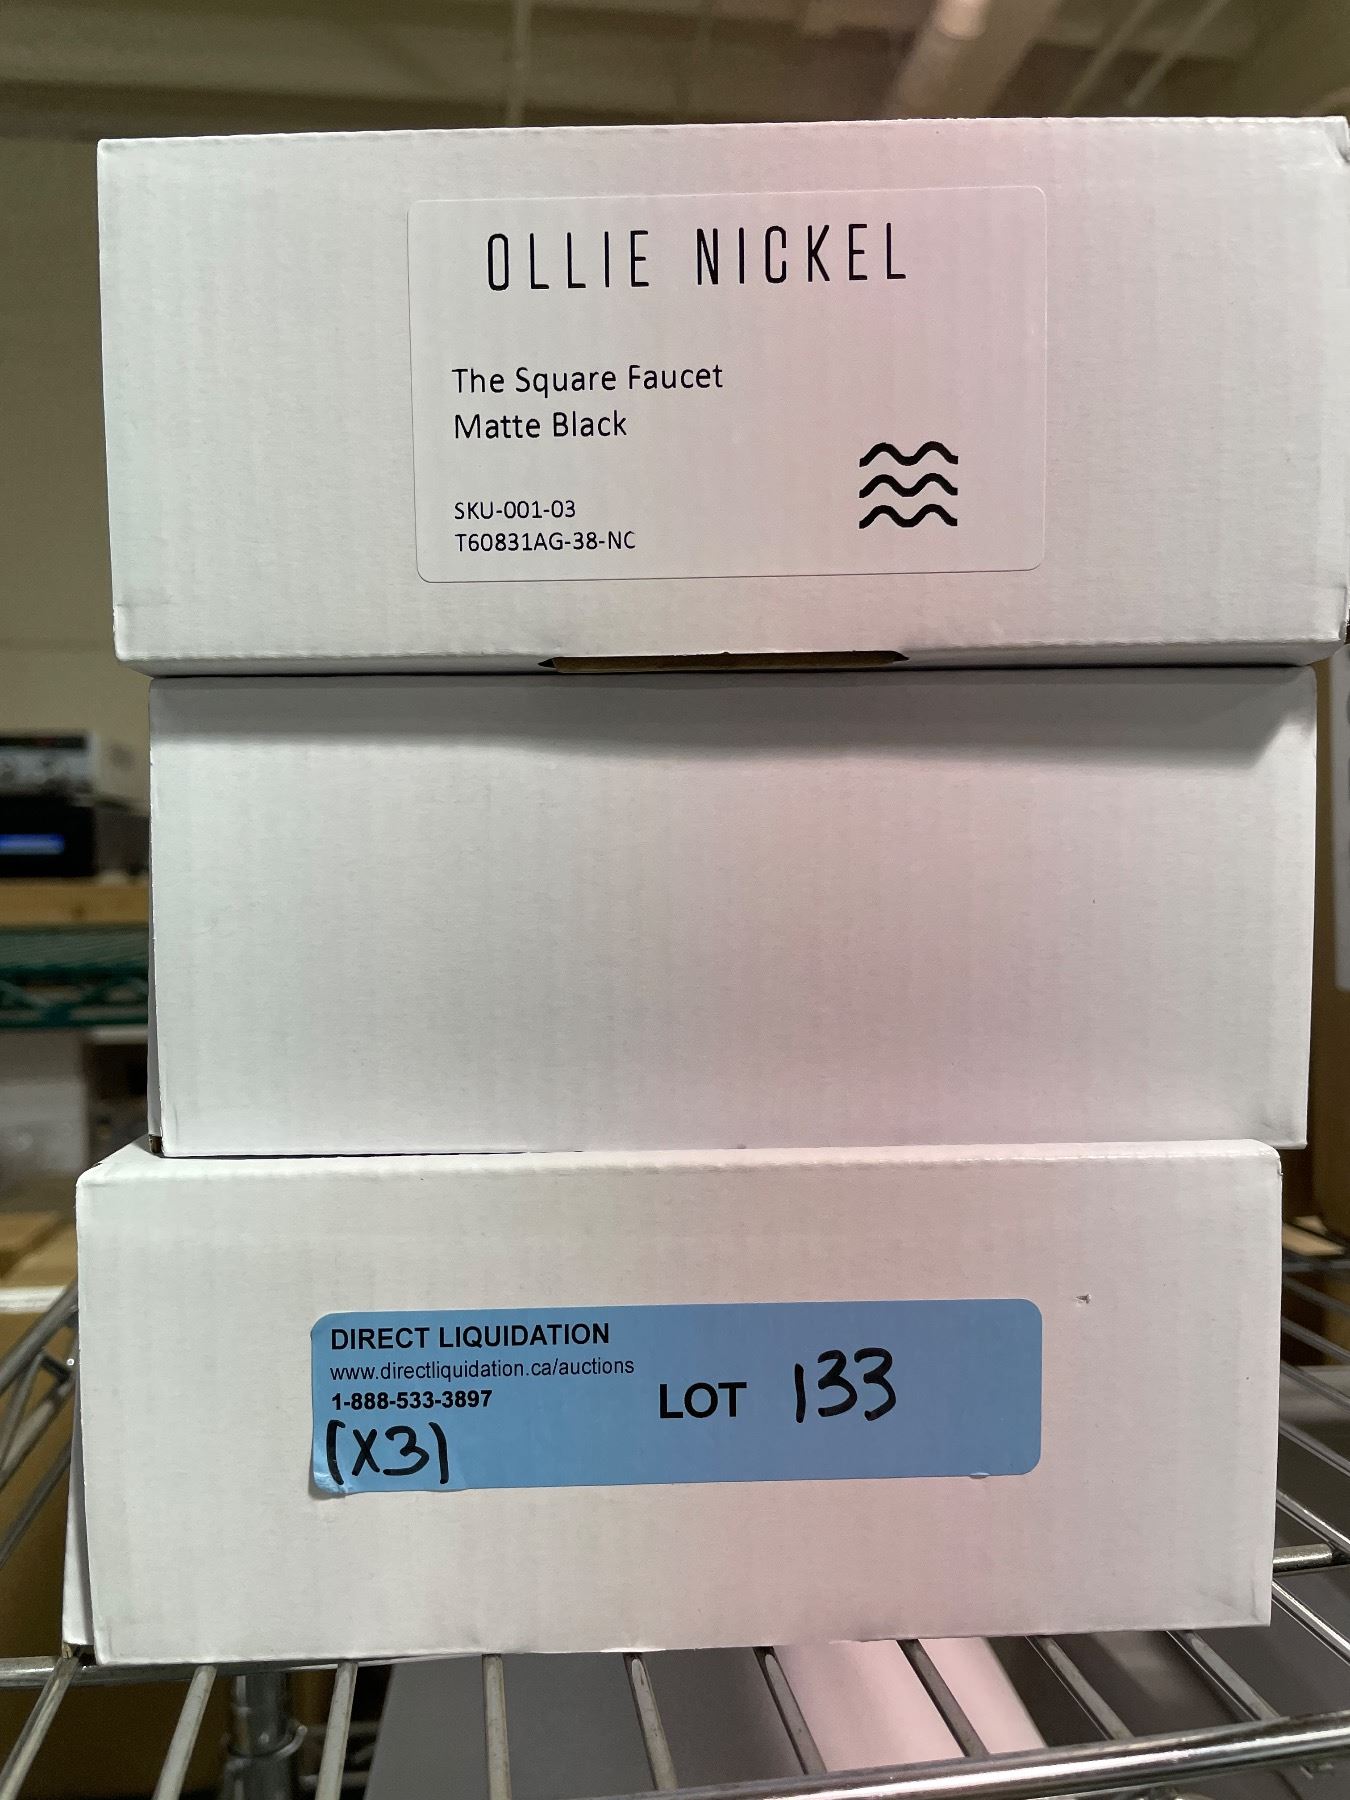 OLLIE NICKEL
The Square Faucet
Matte Black
SKU-001-03
T60831AG-38-NC
DIRECT LIQUIDATION
www.directliquidation.ca/auctions
1-888-533-3897
(X3)
LOT 133